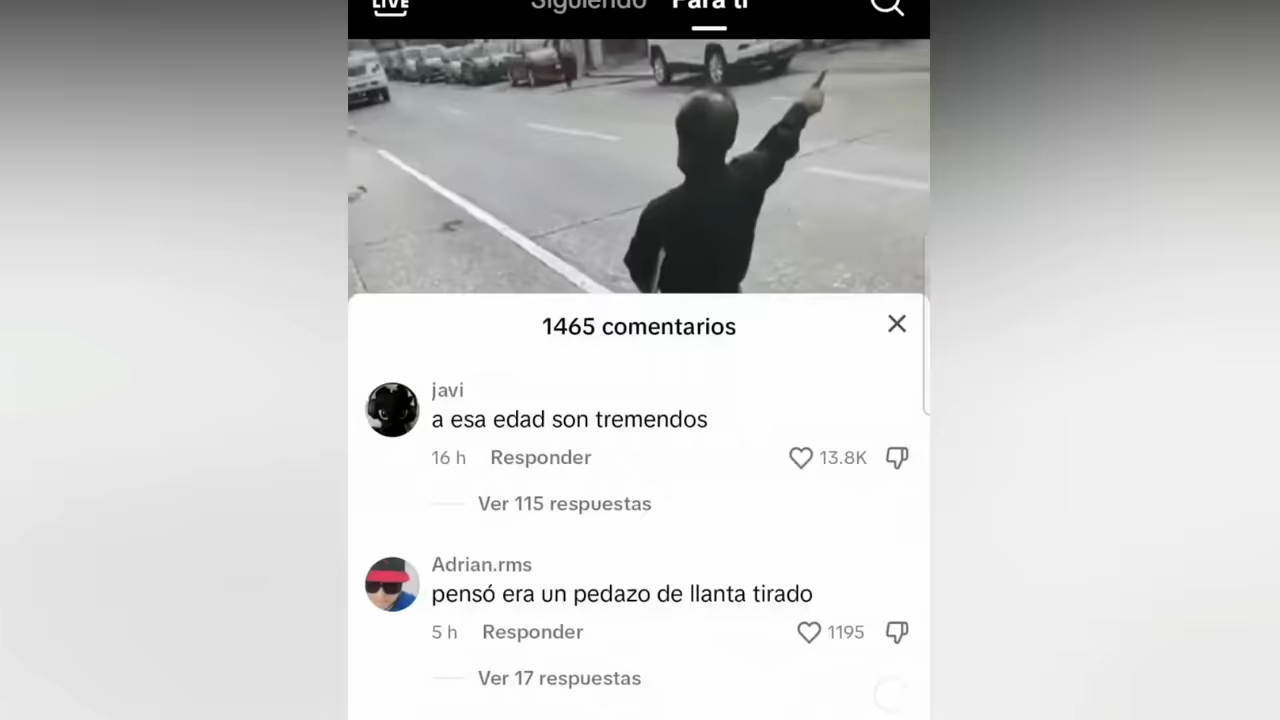 LIVE
Siguiendo Para ti
1465 comentarios
javi
a esa edad son tremendos
16 h Responder 13.8K
Ver 115 respuestas
Adrian.rms
pensó era un pedazo de llanta tirado
5 h Responder 1195
Ver 17 respuestas